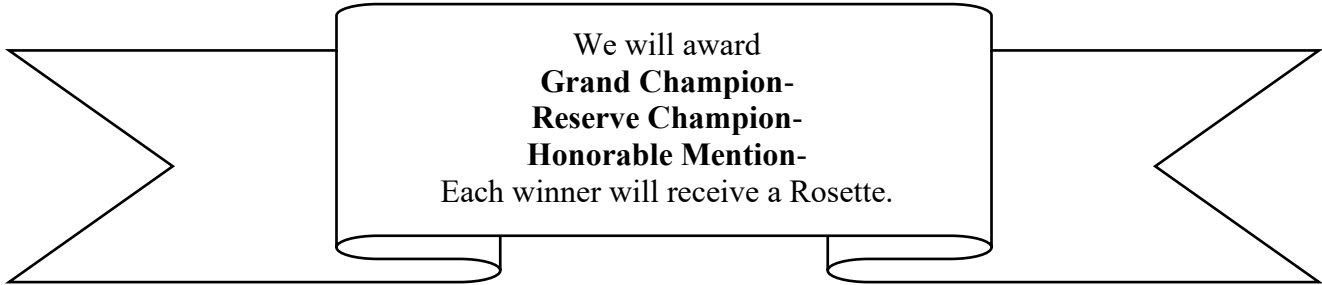 We will award
Grand Champion-
Reserve Champion-
Honorable Mention-
Each winner will receive a Rosette.